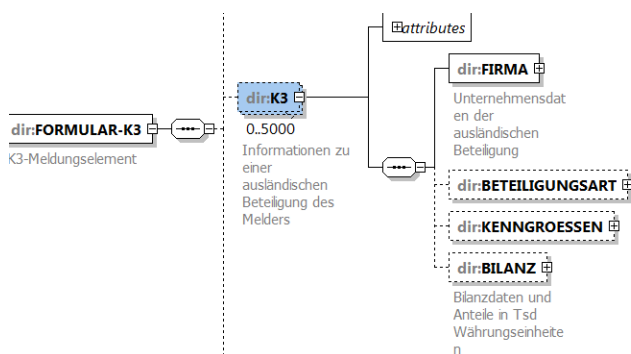 attributes
dir:FIRMA
Unternehmensdat
en der
ausländischen
Beteiligung
dir:K3
0..5000
Informationen zu
einer
ausländischen
Beteiligung des
Melders
dir:FORMULAR-K3
K3-Meldungselement
dir:BETEILIGUNGSART
dir:KENNGROESSEN
dir:BILANZ
Bilanzdaten und
Anteile in Tsd
Währungseinheite
n